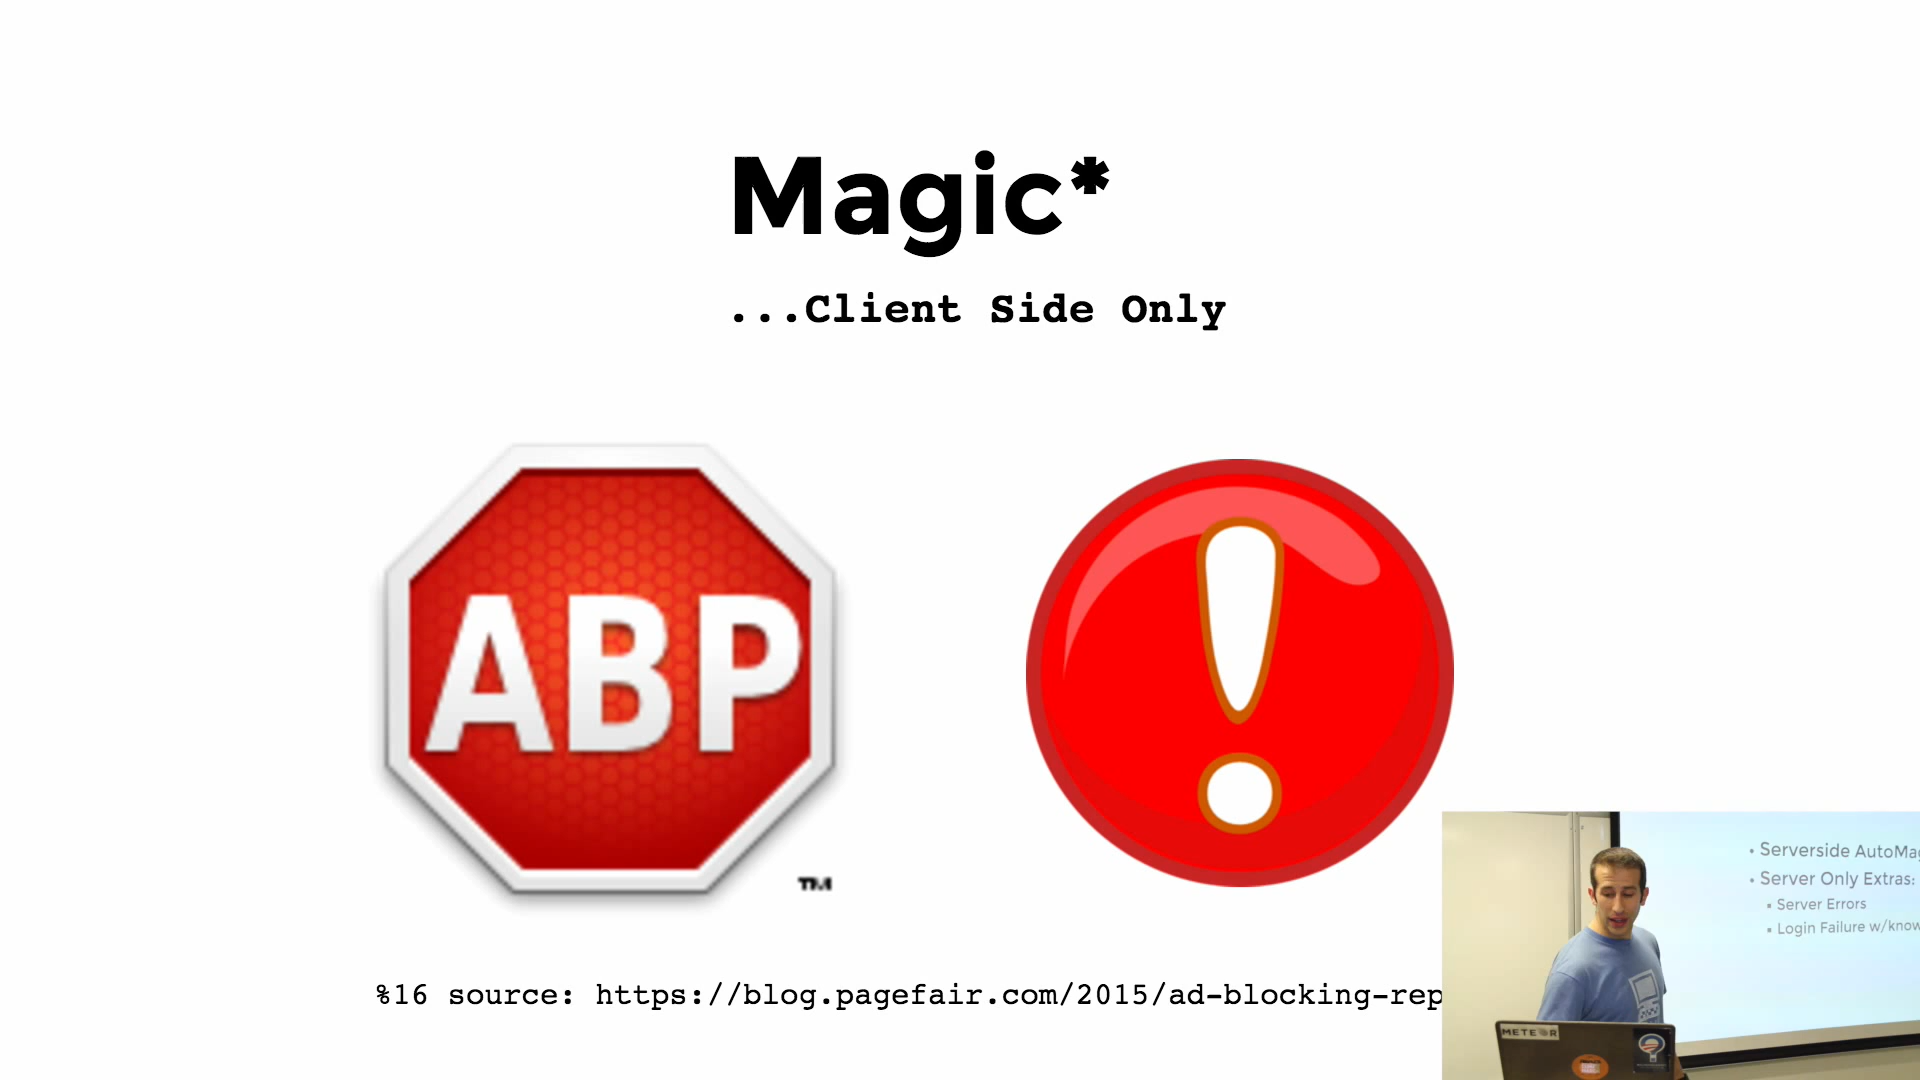 Magic*
...Client Side Only
ABP
TM
%16 source: https://blog.pagefair.com/2015/ad-blocking-rep
• Serverside AutoMag
• Server Only Extras:
▪ Server Errors
▪ Login Failure w/know
METEOR